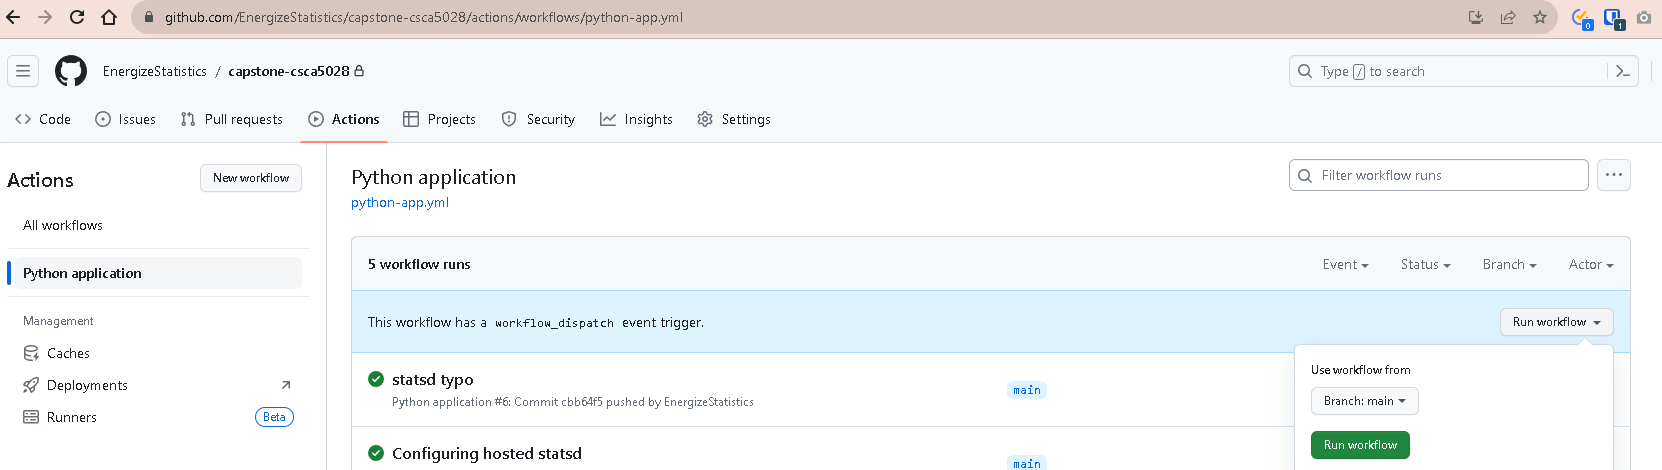 github.com/EnergizeStatistics/capstone-csca5028/actions/workflows/python-app.yml
0
1
EnergizeStatistics / capstone-csca5028
Type / to search
Code Issues Pull requests Actions Projects Security Insights Settings
Actions
New workflow
All workflows
Python application
Management
Caches
Deployments
Runners Beta
Python application
python-app.yml
Filter workflow runs
5 workflow runs
Event Status Branch Actor
This workflow has a workflow_dispatch event trigger.
Run workflow
Use workflow from
Branch: main
Run workflow
statsd typo
Python application #6: Commit cbb64f5 pushed by EnergizeStatistics
main
Configuring hosted statsd
main